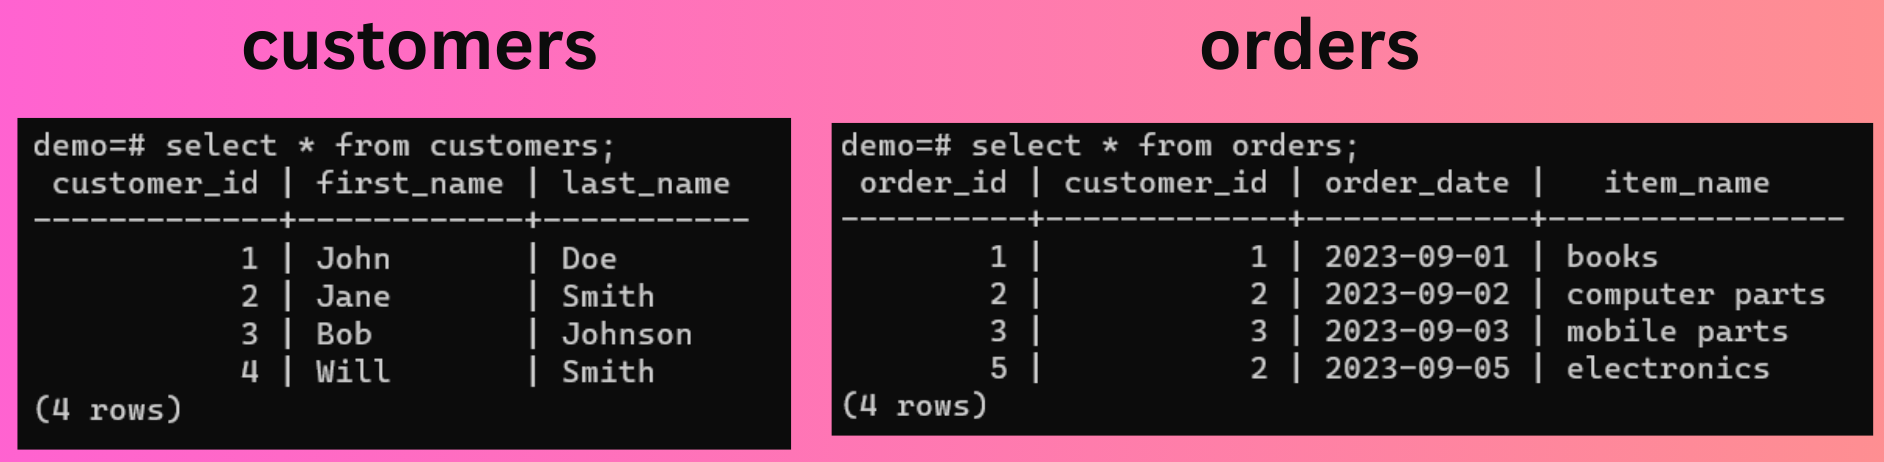 customers
demo=# select * from customers;
 customer_id | first_name | last_name
-------------+------------+-----------
           1 | John       | Doe
           2 | Jane       | Smith
           3 | Bob        | Johnson
           4 | Will       | Smith
(4 rows)
orders
demo=# select * from orders;
 order_id | customer_id | order_date |   item_name
----------+-------------+------------+----------------
        1 |           1 | 2023-09-01 | books
        2 |           2 | 2023-09-02 | computer parts
        3 |           3 | 2023-09-03 | mobile parts
        5 |           2 | 2023-09-05 | electronics
(4 rows)